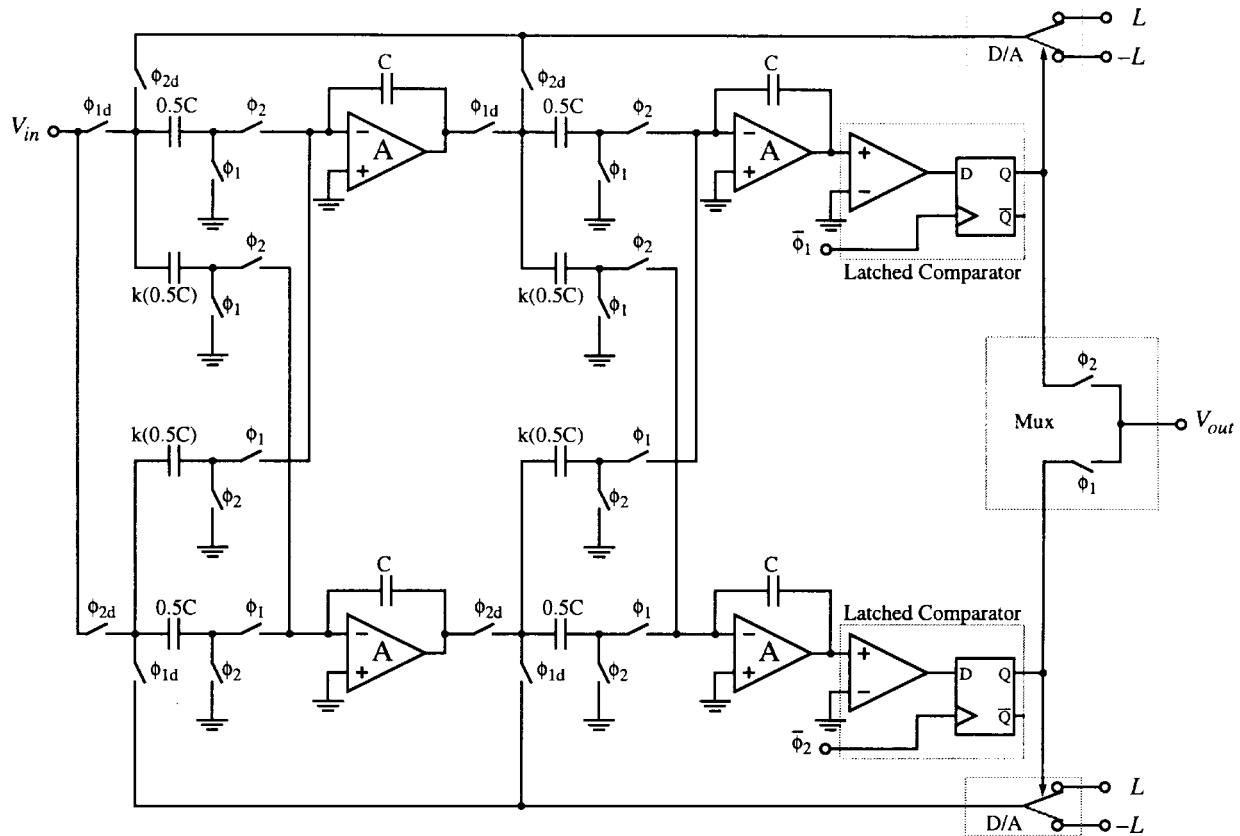 L
D/A
−L
ϕ2d
ϕ2d
C
C
Vin
ϕ1d
0.5C
ϕ2
ϕ1d
0.5C
ϕ2
− A +
− A +
+ −
D Q
Q̅
ϕ1
ϕ1
ϕ̅1
Latched Comparator
ϕ2
ϕ2
k(0.5C)
ϕ1
k(0.5C)
ϕ1
ϕ2
Mux
Vout
ϕ1
k(0.5C)
ϕ1
k(0.5C)
ϕ1
ϕ2
ϕ2
C
C
Latched Comparator
ϕ2d
0.5C
ϕ1
ϕ2d
0.5C
ϕ1
− A +
− A +
+ −
D Q
Q̅
ϕ1d
ϕ2
ϕ1d
ϕ2
ϕ̅2
L
D/A
−L